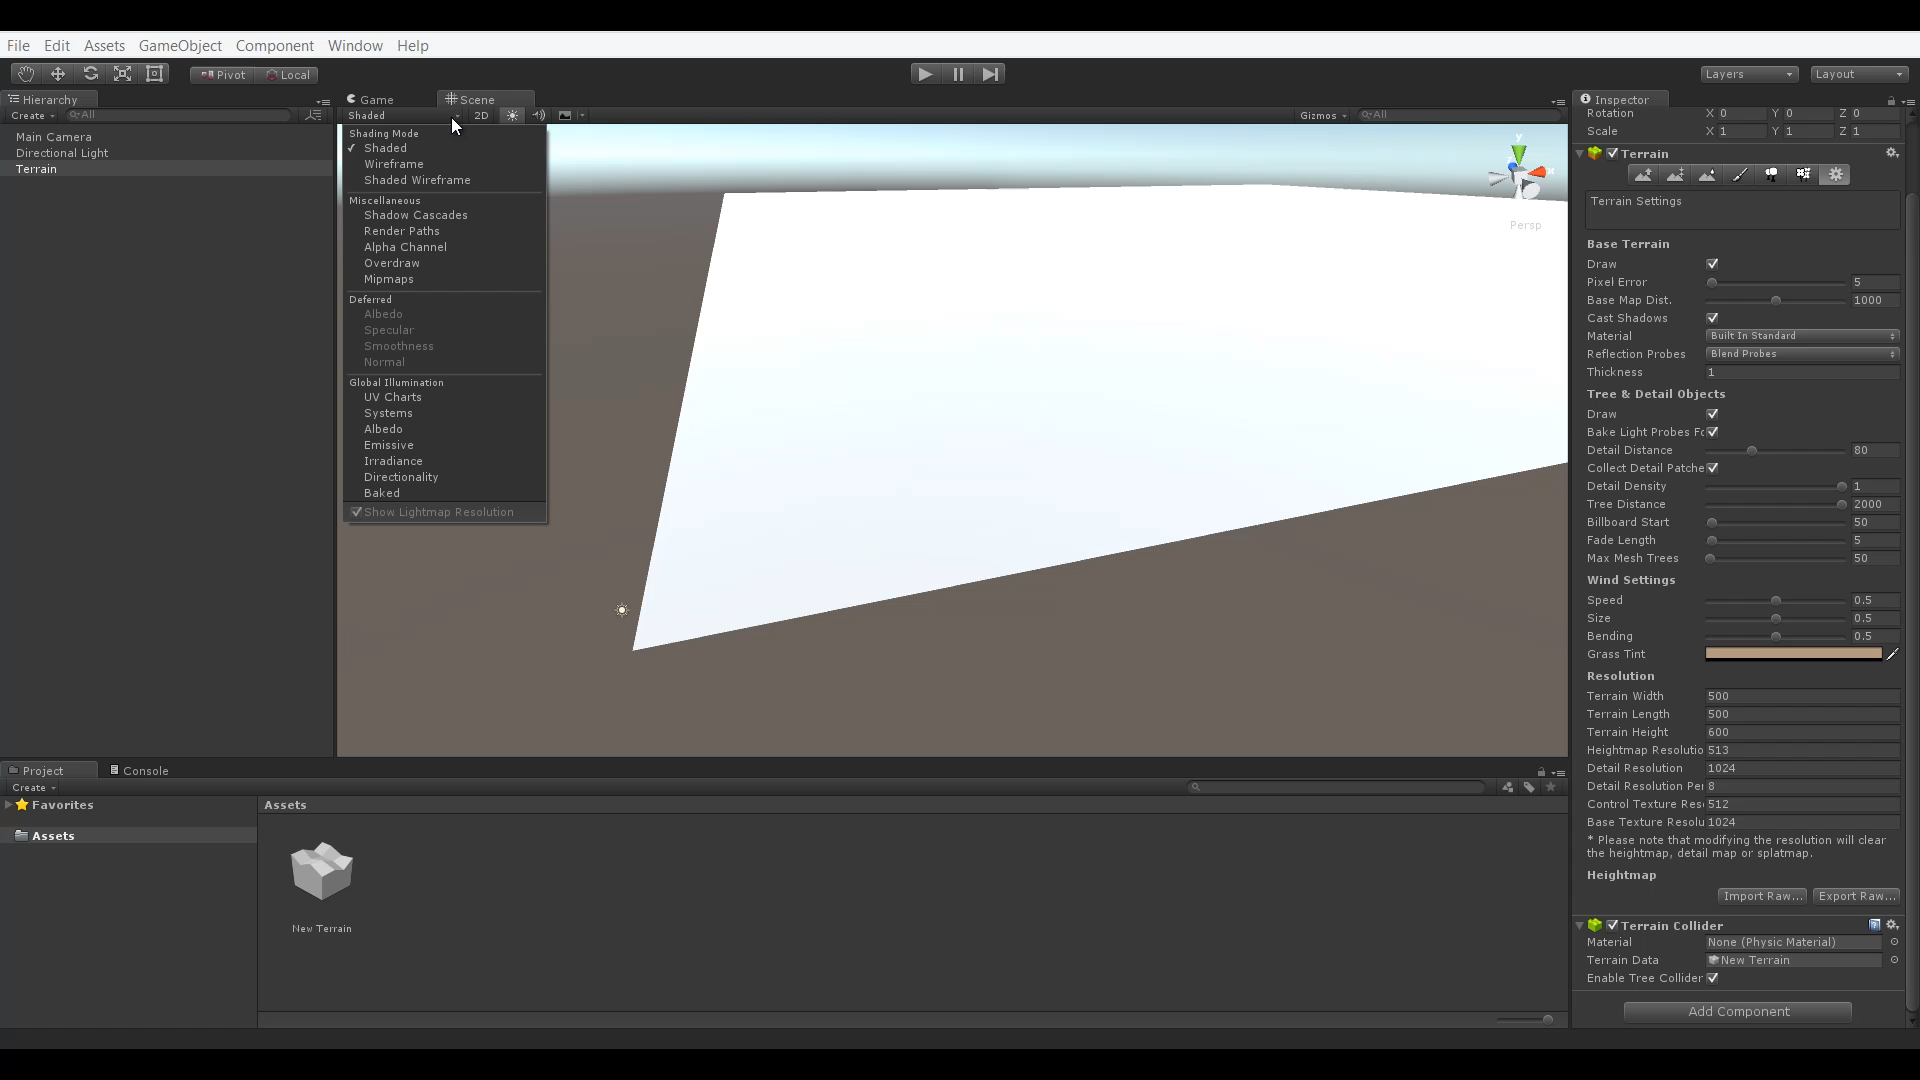 File Edit Assets GameObject Component Window Help
Pivot Local Layers Layout
Hierarchy
Create All
Main Camera
Directional Light
Terrain
Game Scene
Shaded 2D Gizmos All
Shading Mode
Shaded
Wireframe
Shaded Wireframe
Miscellaneous
Shadow Cascades
Render Paths
Alpha Channel
Overdraw
Mipmaps
Deferred
Albedo
Specular
Smoothness
Normal
Global Illumination
UV Charts
Systems
Albedo
Emissive
Irradiance
Directionality
Baked
Show Lightmap Resolution
y
Persp
Inspector
Rotation X 0 Y 0 Z 0
Scale X 1 Y 1 Z 1
Terrain
Terrain Settings
Base Terrain
Draw
Pixel Error 5
Base Map Dist. 1000
Cast Shadows
Material Built In Standard
Reflection Probes Blend Probes
Thickness 1
Tree & Detail Objects
Draw
Bake Light Probes Fo
Detail Distance 80
Collect Detail Patche
Detail Density 1
Tree Distance 2000
Billboard Start 50
Fade Length 5
Max Mesh Trees 50
Wind Settings
Speed 0.5
Size 0.5
Bending 0.5
Grass Tint
Resolution
Terrain Width 500
Terrain Length 500
Terrain Height 600
Heightmap Resolutio 513
Detail Resolution 1024
Detail Resolution Per 8
Control Texture Res 512
Base Texture Resolu 1024
* Please note that modifying the resolution will clear
the heightmap, detail map or splatmap.
Heightmap
Import Raw... Export Raw...
Terrain Collider
Material None (Physic Material)
Terrain Data New Terrain
Enable Tree Collider
Add Component
Project Console
Create
Favorites
Assets
Assets
New Terrain